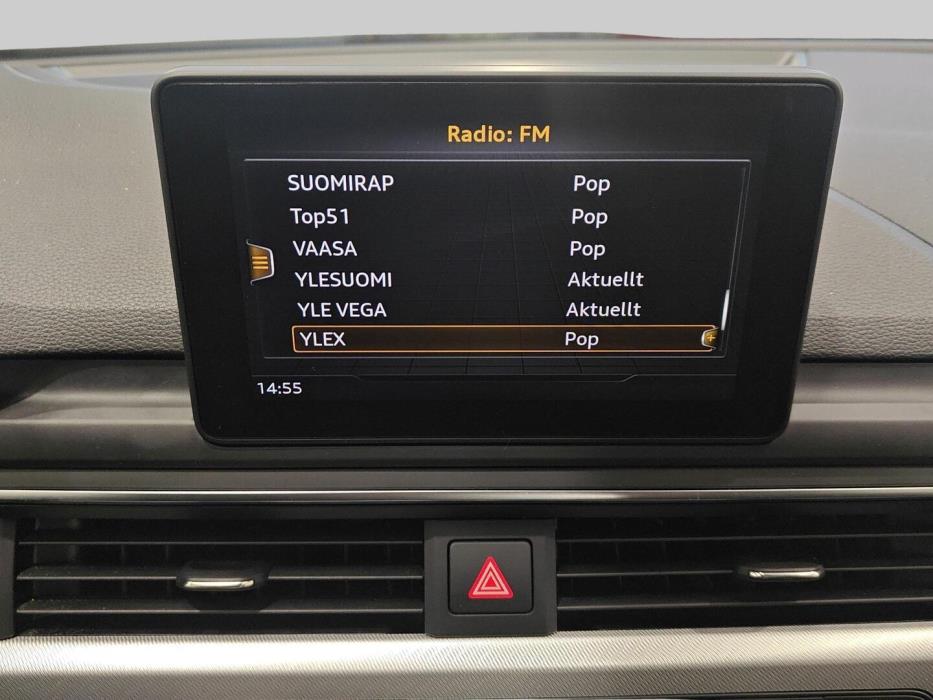 Radio: FM
SUOMIRAP Pop
Top51 Pop
VAASA Pop
YLESUOMI Aktuellt
YLE VEGA Aktuellt
YLEX Pop
14:55